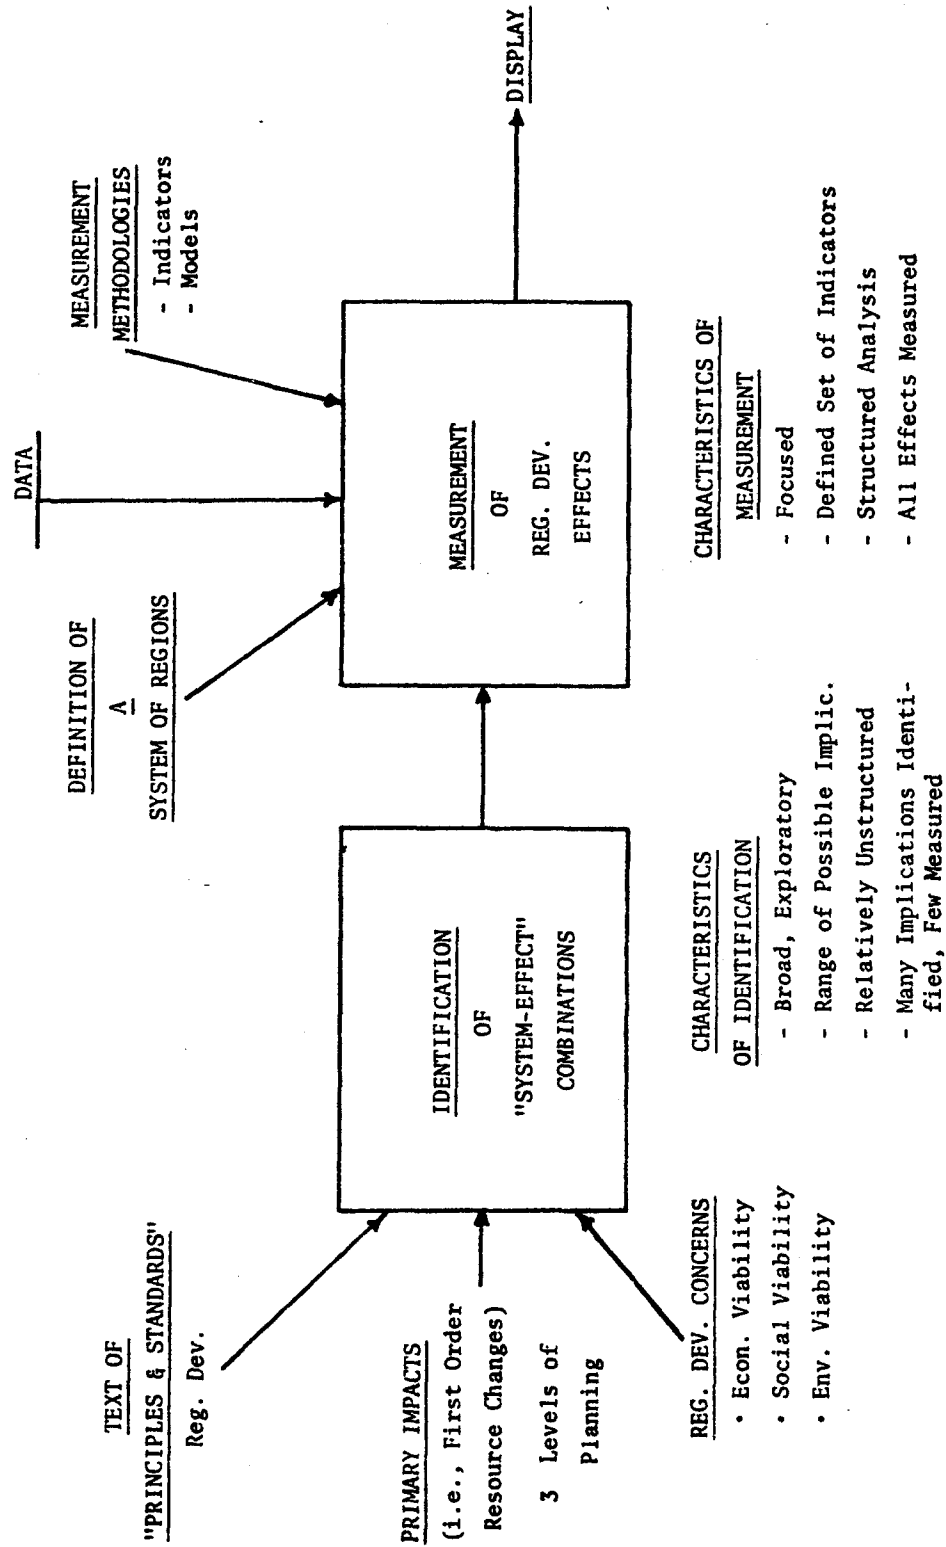 TEXT OF
"PRINCIPLES & STANDARDS"
Reg. Dev.
PRIMARY IMPACTS
(i.e., First Order
Resource Changes)
3 Levels of
Planning
REG. DEV. CONCERNS
• Econ. Viability
• Social Viability
• Env. Viability
IDENTIFICATION
OF
"SYSTEM-EFFECT"
COMBINATIONS
CHARACTERISTICS
OF IDENTIFICATION
- Broad, Exploratory
- Range of Possible Implic.
- Relatively Unstructured
- Many Implications Identi-
fied, Few Measured
DEFINITION OF
A
SYSTEM OF REGIONS
DATA
MEASUREMENT
METHODOLOGIES
- Indicators
- Models
MEASUREMENT
OF
REG. DEV.
EFFECTS
CHARACTERISTICS OF
MEASUREMENT
- Focused
- Defined Set of Indicators
- Structured Analysis
- All Effects Measured
DISPLAY